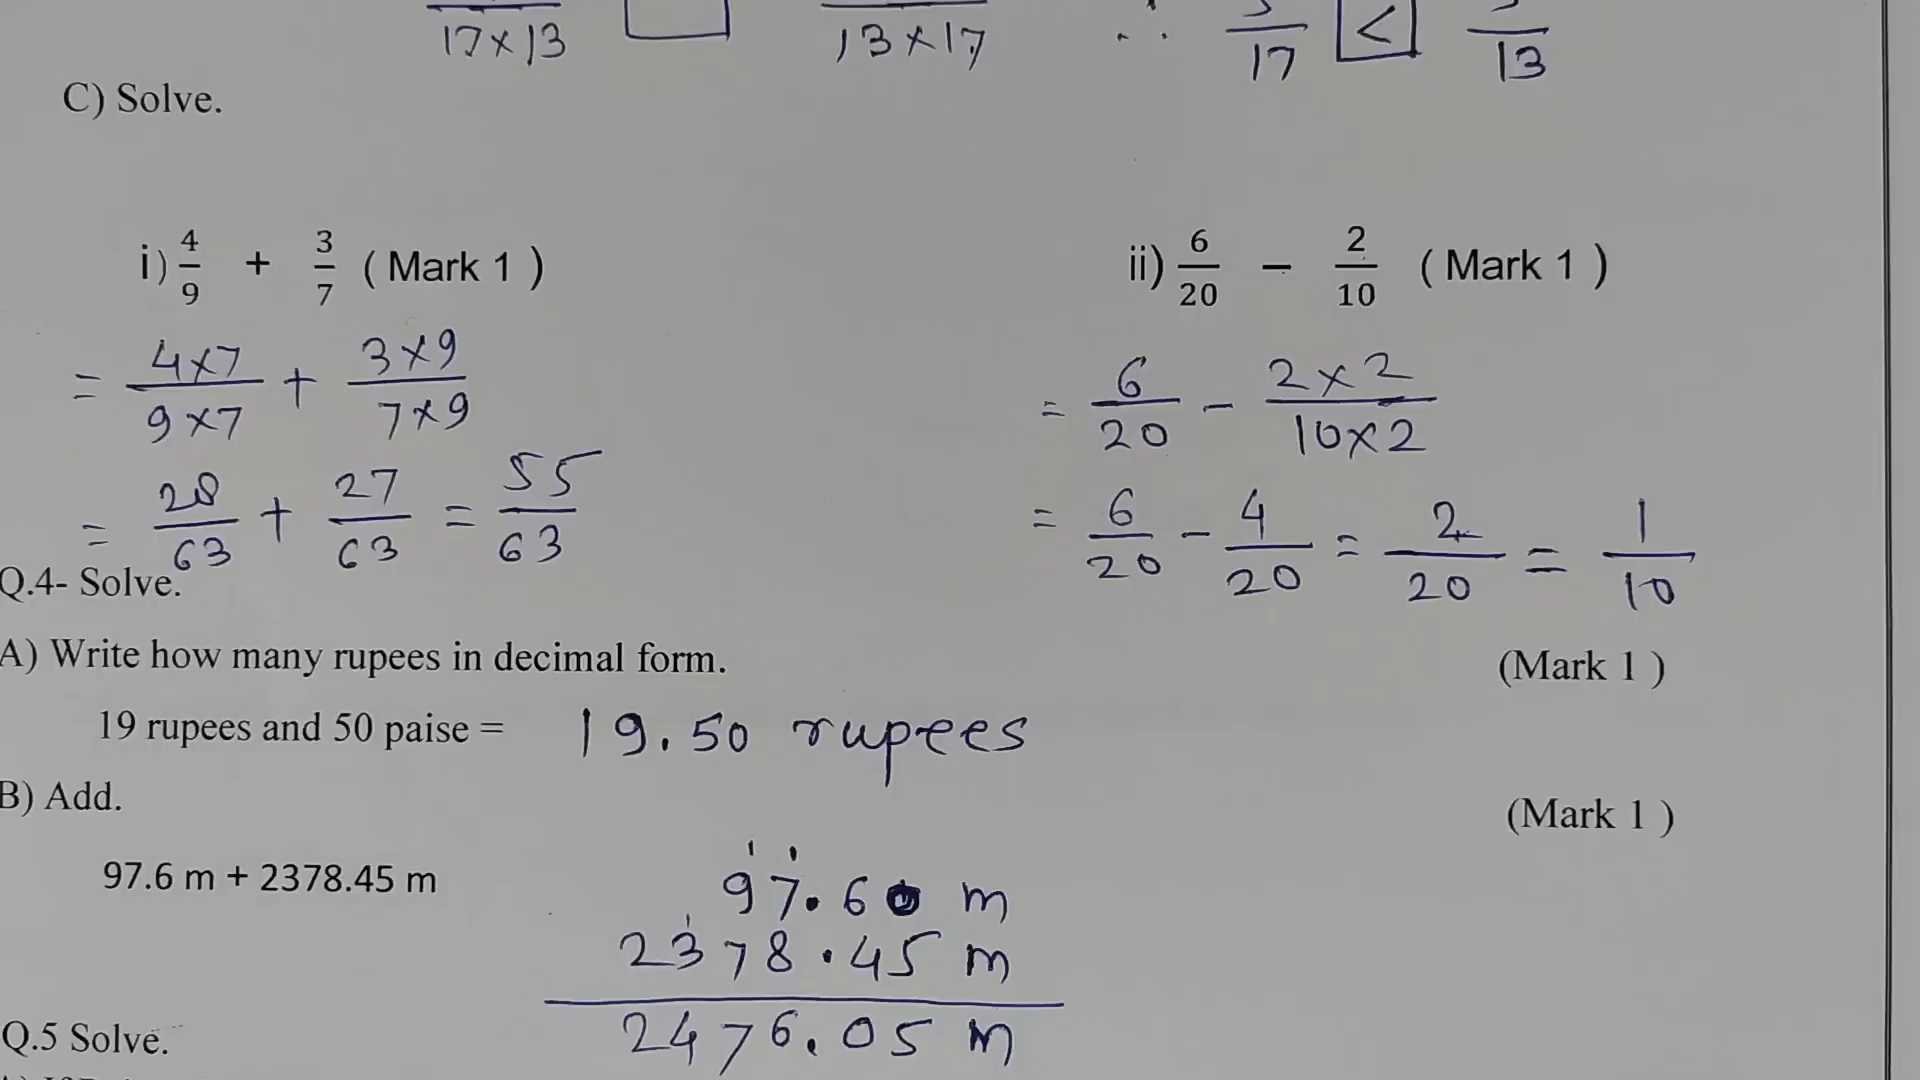 17×13 13×17 ∴ 17 < 13
C) Solve.
i) 4/9 + 3/7 ( Mark 1 ) ii) 6/20 − 2/10 ( Mark 1 )
= 4×7/9×7 + 3×9/7×9 = 6/20 − 2×2/10×2
= 28/63 + 27/63 = 55/63 = 6/20 − 4/20 = 2/20 = 1/10
Q.4- Solve.
A) Write how many rupees in decimal form. (Mark 1 )
19 rupees and 50 paise = 19.50 rupees
B) Add. (Mark 1 )
1 1
97.6 m + 2378.45 m 97.60 m
1
2378.45 m
2476.05 m
Q.5 Solve.